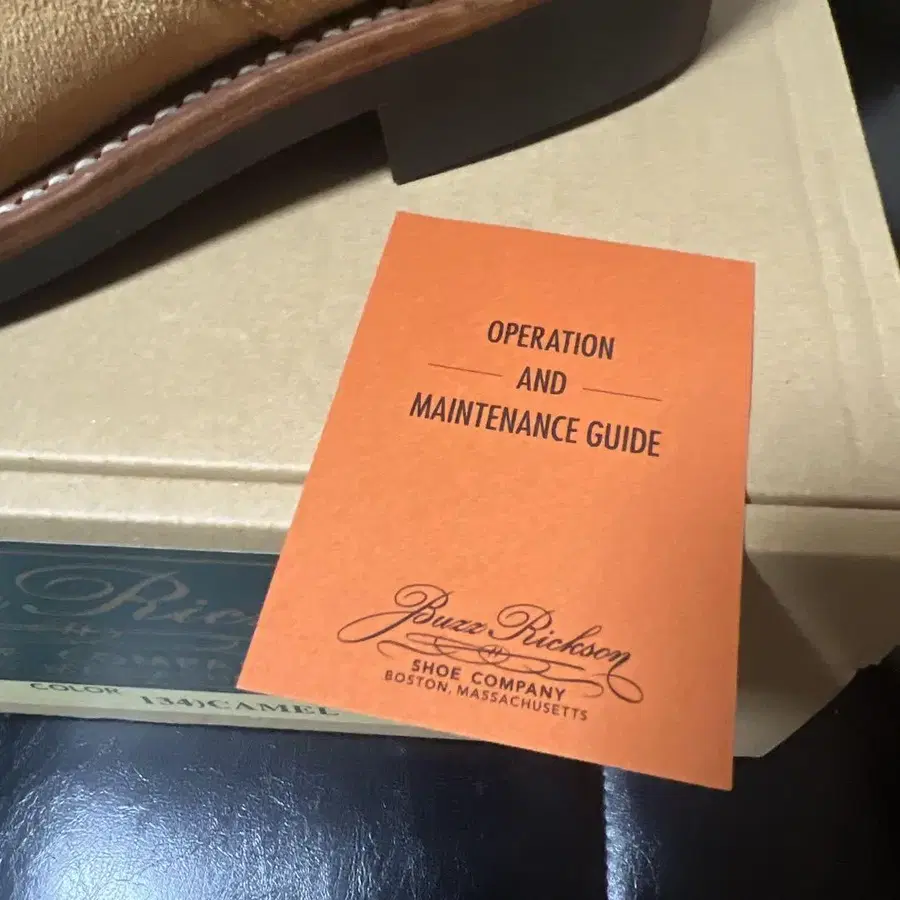 OPERATION
AND
MAINTENANCE GUIDE
Buzz Rickson
SHOE COMPANY
BOSTON, MASSACHUSETTS
COLOR 134)CAMEL